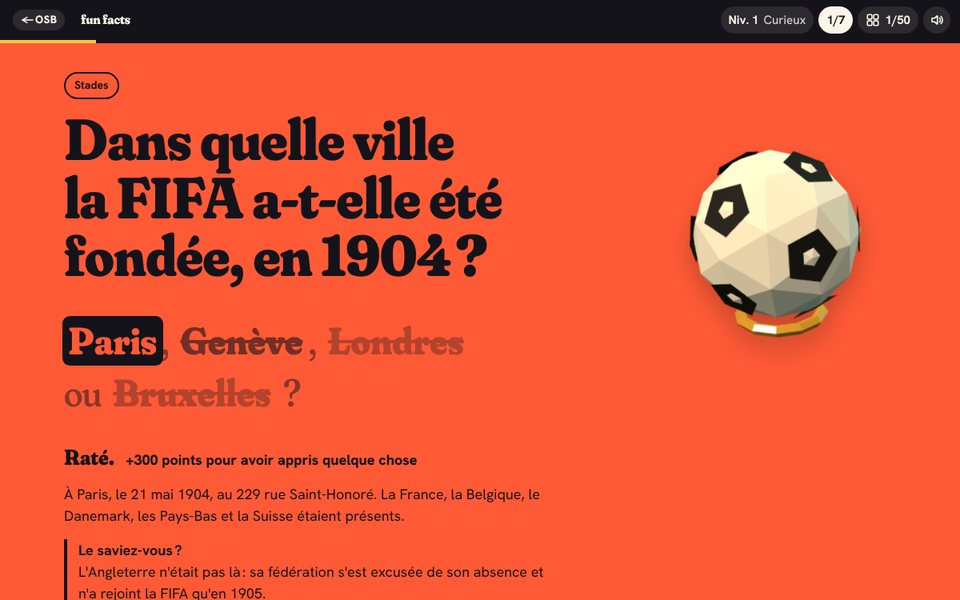 ← OSB fun facts Niv. 1 Curieux 1/7 1/50
Stades
Dans quelle ville
la FIFA a-t-elle été
fondée, en 1904 ?
Paris, Genève, Londres
ou Bruxelles ?
Raté. +300 points pour avoir appris quelque chose
À Paris, le 21 mai 1904, au 229 rue Saint-Honoré. La France, la Belgique, le
Danemark, les Pays-Bas et la Suisse étaient présents.
Le saviez-vous ?
L'Angleterre n'était pas là : sa fédération s'est excusée de son absence et
n'a rejoint la FIFA qu'en 1905.